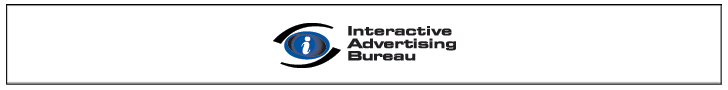 i
Interactive
Advertising
Bureau